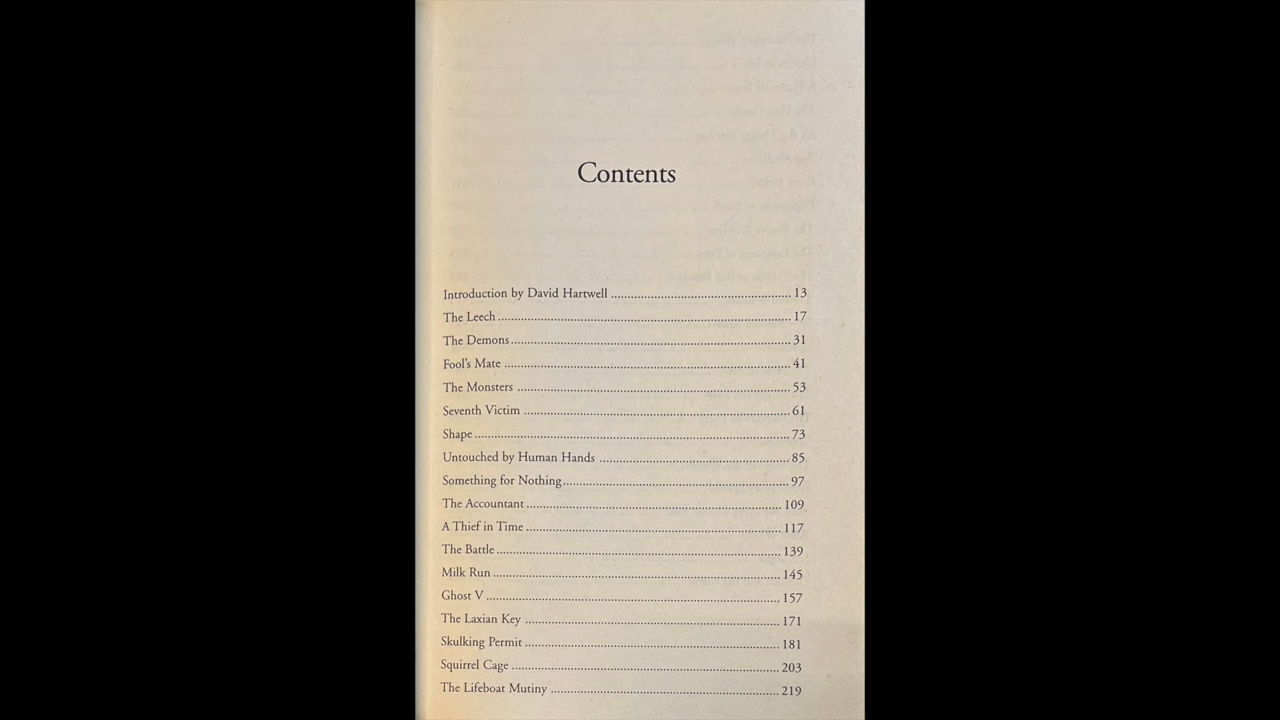 Contents
Introduction by David Hartwell ........ 13
The Leech ........ 17
The Demons ........ 31
Fool's Mate ........ 41
The Monsters ........ 53
Seventh Victim ........ 61
Shape ........ 73
Untouched by Human Hands ........ 85
Something for Nothing ........ 97
The Accountant ........ 109
A Thief in Time ........ 117
The Battle ........ 139
Milk Run ........ 145
Ghost V ........ 157
The Laxian Key ........ 171
Skulking Permit ........ 181
Squirrel Cage ........ 203
The Lifeboat Mutiny ........ 219